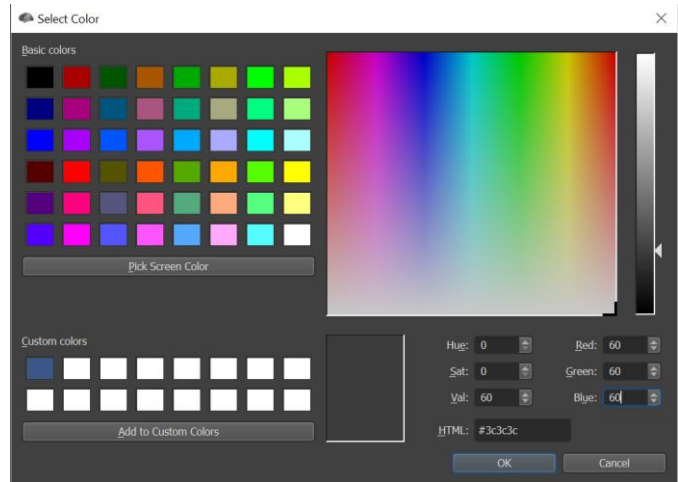 Select Color
Basic colors
Pick Screen Color
Custom colors
Add to Custom Colors
Hue: 0
Red: 60
Sat: 0
Green: 60
Val: 60
Blue: 60
HTML: #3c3c3c
OK
Cancel